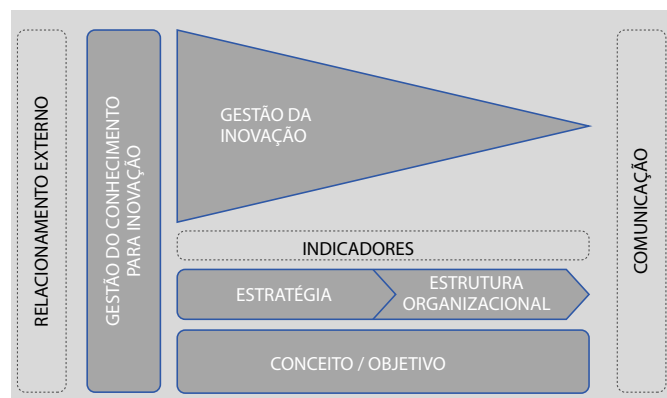 RELACIONAMENTO EXTERNO
GESTÃO DO CONHECIMENTO
PARA INOVAÇÃO
GESTÃO DA
INOVAÇÃO
INDICADORES
ESTRATÉGIA
ESTRUTURA
ORGANIZACIONAL
CONCEITO / OBJETIVO
COMUNICAÇÃO